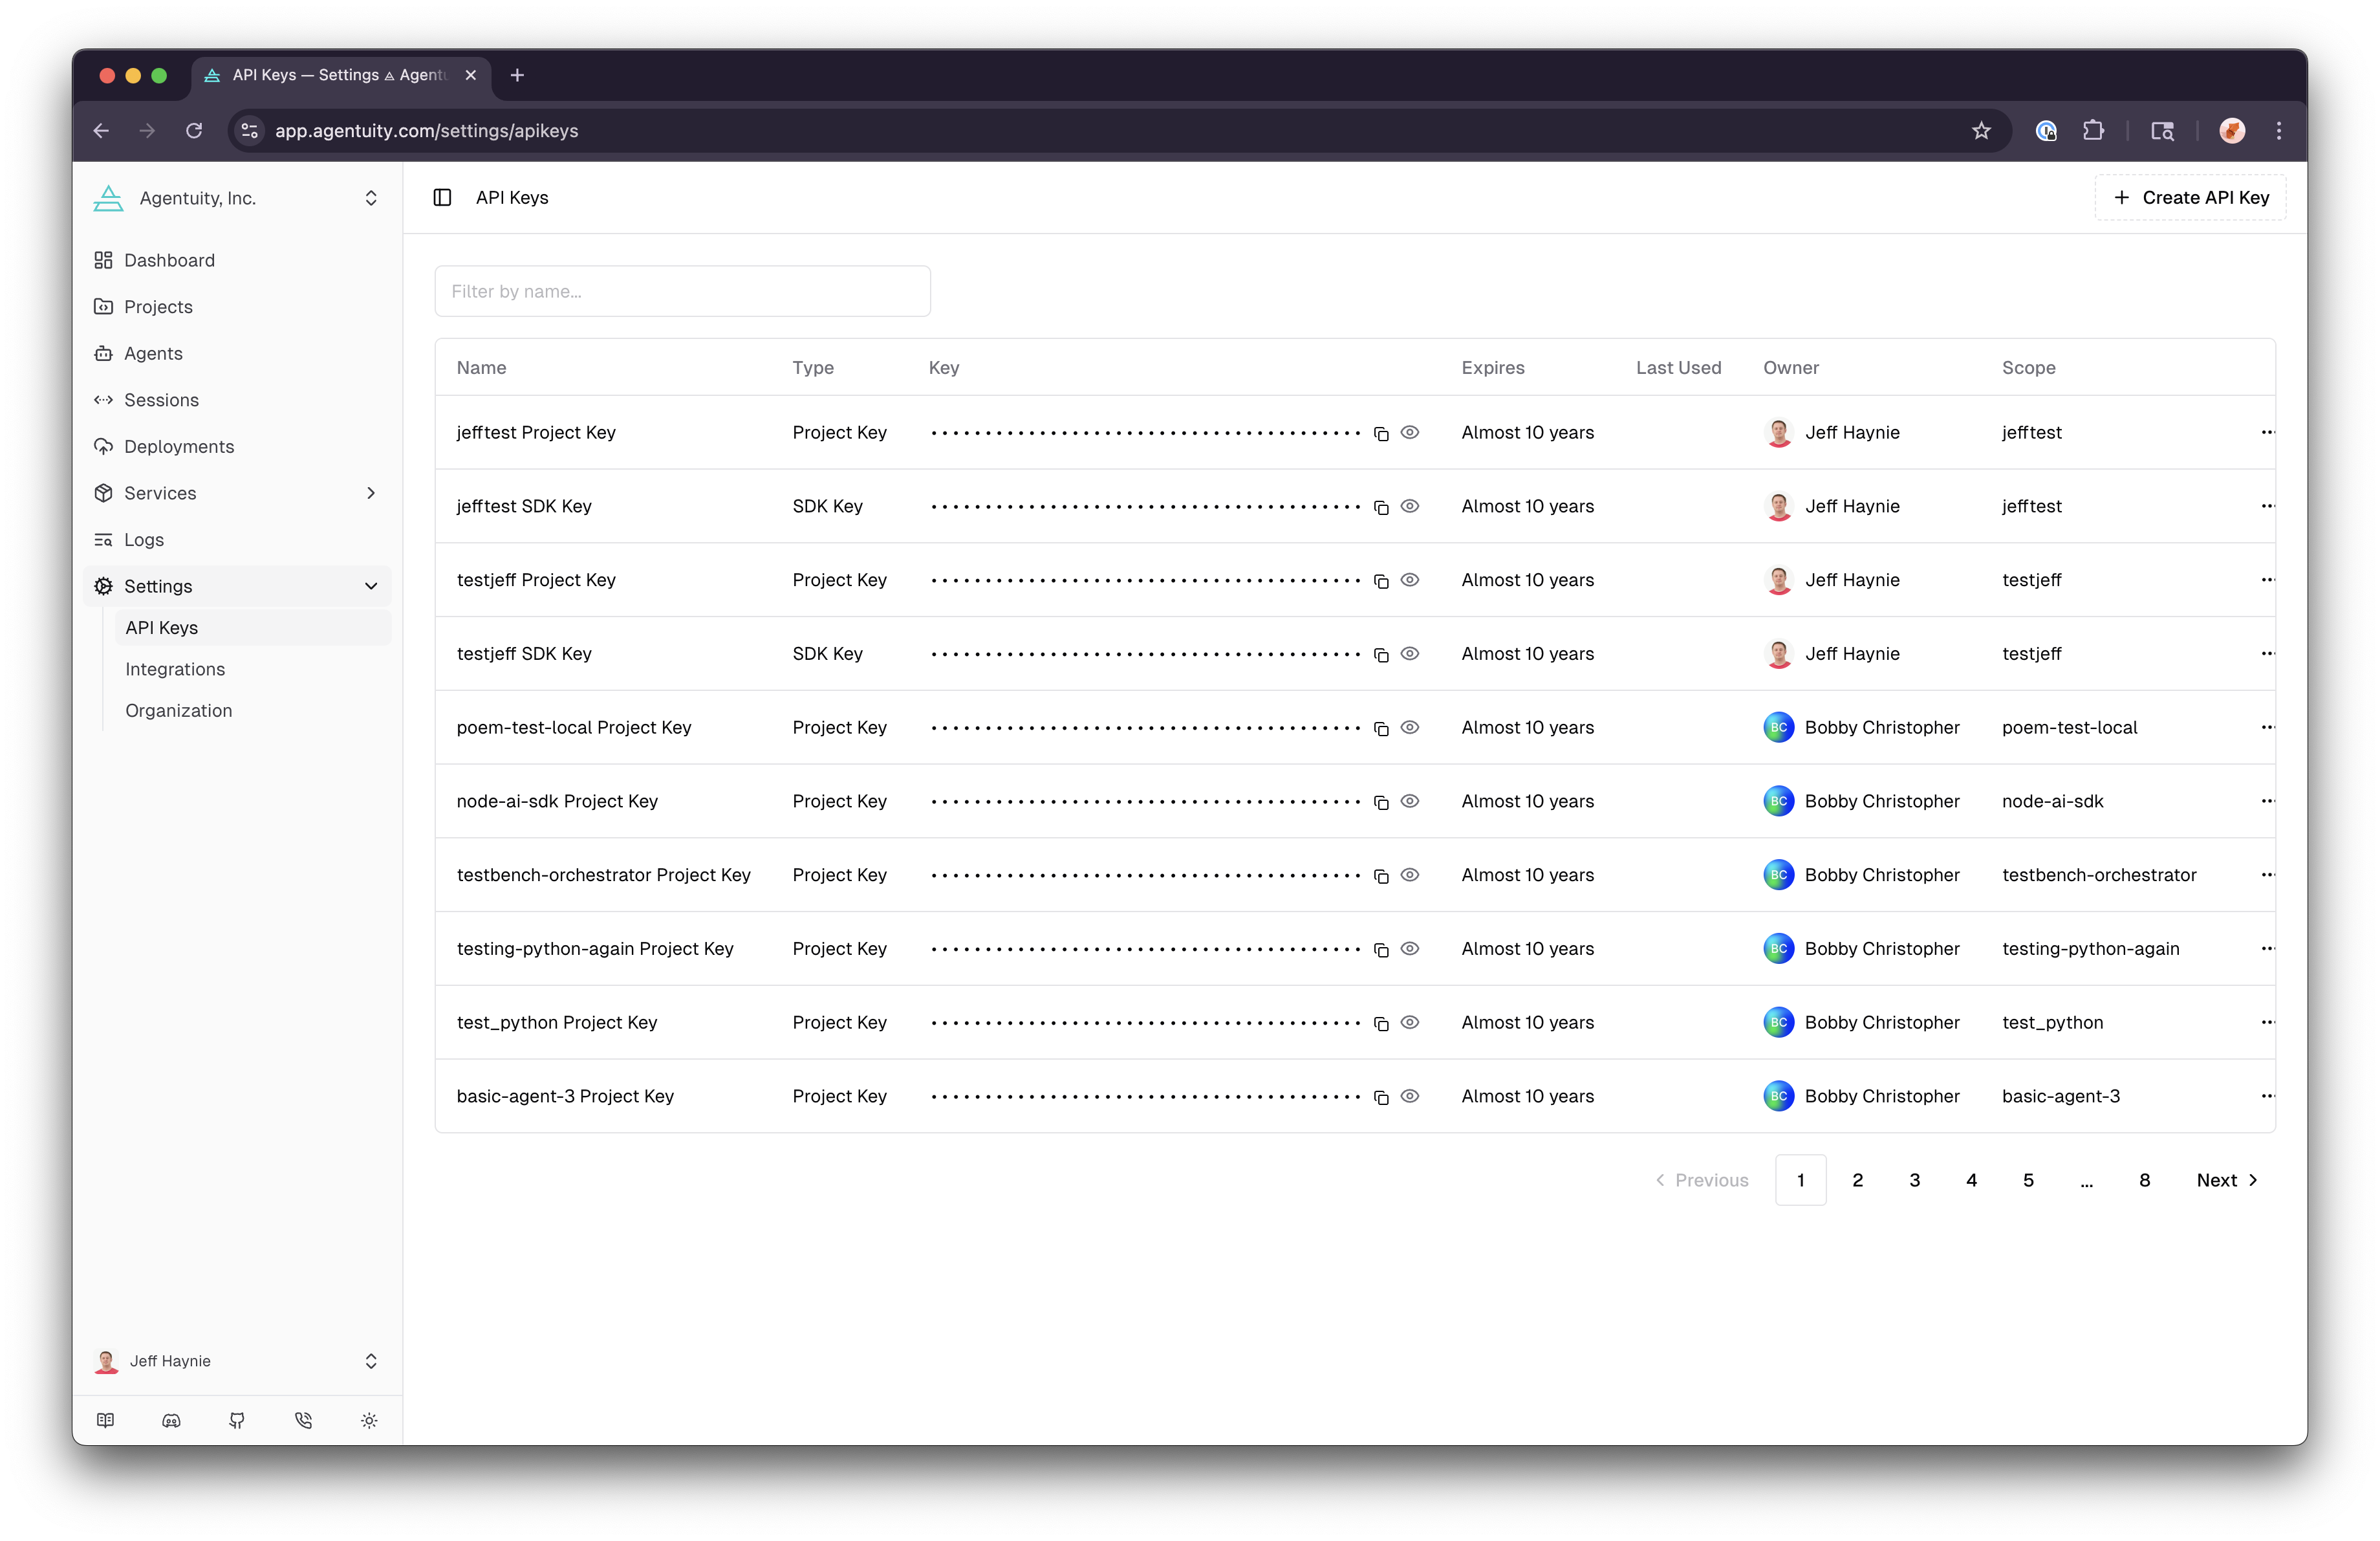 API Keys — Settings ⟁ Agentu
app.agentuity.com/settings/apikeys
Agentuity, Inc.
API Keys
Create API Key
Dashboard
Projects
Agents
Sessions
Deployments
Services
Logs
Settings
API Keys
Integrations
Organization
Filter by name...
Name Type Key Expires Last Used Owner Scope
jefftest Project Key Project Key Almost 10 years Jeff Haynie jefftest
jefftest SDK Key SDK Key Almost 10 years Jeff Haynie jefftest
testjeff Project Key Project Key Almost 10 years Jeff Haynie testjeff
testjeff SDK Key SDK Key Almost 10 years Jeff Haynie testjeff
poem-test-local Project Key Project Key Almost 10 years BC Bobby Christopher poem-test-local
node-ai-sdk Project Key Project Key Almost 10 years BC Bobby Christopher node-ai-sdk
testbench-orchestrator Project Key Project Key Almost 10 years BC Bobby Christopher testbench-orchestrator
testing-python-again Project Key Project Key Almost 10 years BC Bobby Christopher testing-python-again
test_python Project Key Project Key Almost 10 years BC Bobby Christopher test_python
basic-agent-3 Project Key Project Key Almost 10 years BC Bobby Christopher basic-agent-3
Previous 1 2 3 4 5 ... 8 Next
Jeff Haynie